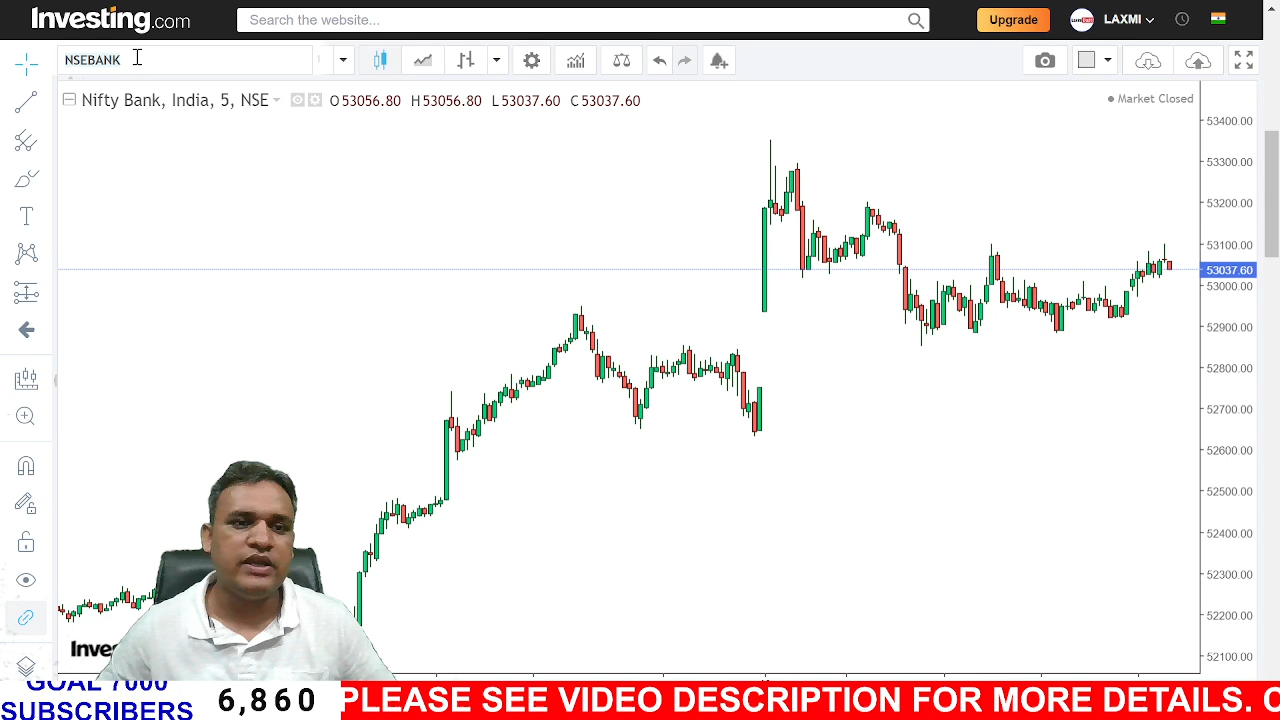 Investing.com
Search the website...
Upgrade
LAXMI
NSEBANK
Nifty Bank, India, 5, NSE
O 53056.80 H 53056.80 L 53037.60 C 53037.60
Market Closed
53400.00
53300.00
53200.00
53100.00
53037.60
53000.00
52900.00
52800.00
52700.00
52600.00
52500.00
52400.00
52300.00
52200.00
52100.00
Inves
GOAL 7000
SUBSCRIBERS
6,860
PLEASE SEE VIDEO DESCRIPTION FOR MORE DETAILS.